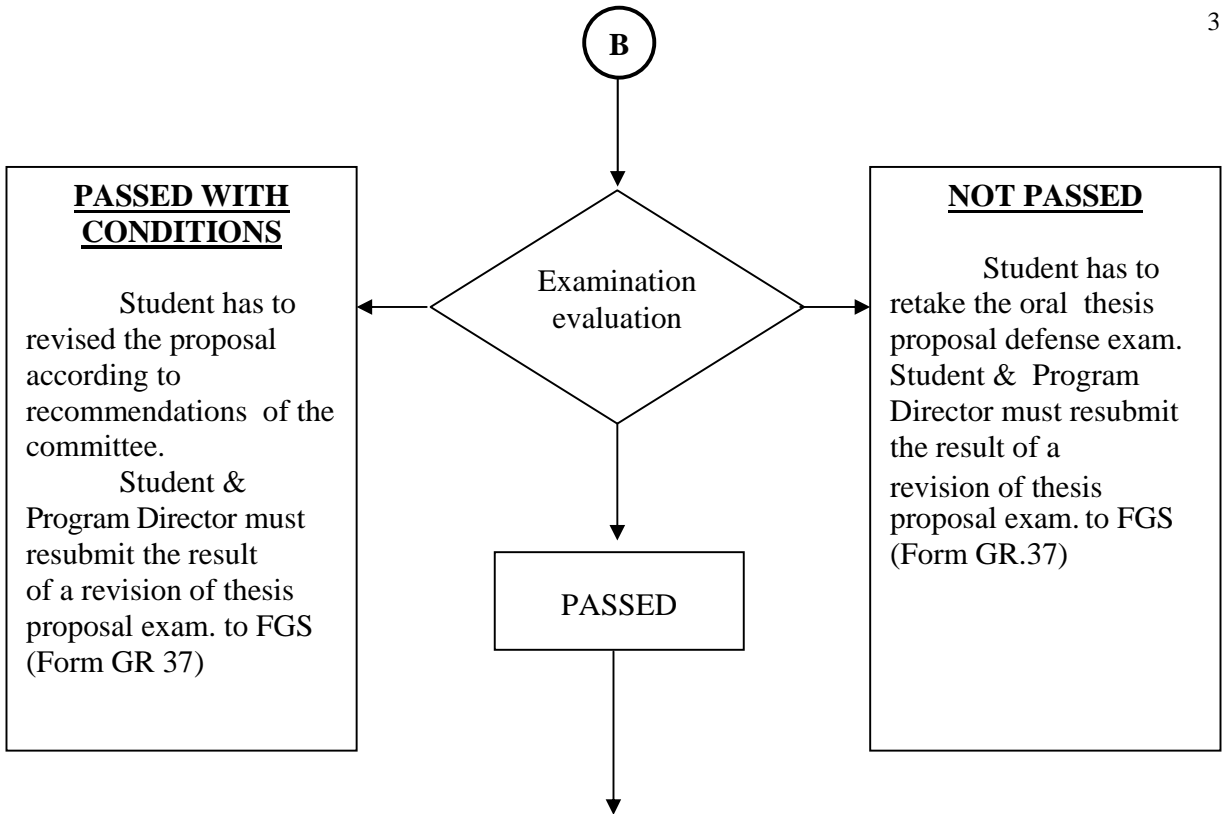 3
B
PASSED WITH
CONDITIONS
Student has to
revised the proposal
according to
recommendations of the
committee.
Student &
Program Director must
resubmit the result
of a revision of thesis
proposal exam. to FGS
(Form GR 37)
Examination
evaluation
NOT PASSED
Student has to
retake the oral thesis
proposal defense exam.
Student & Program
Director must resubmit
the result of a
revision of thesis
proposal exam. to FGS
(Form GR.37)
PASSED